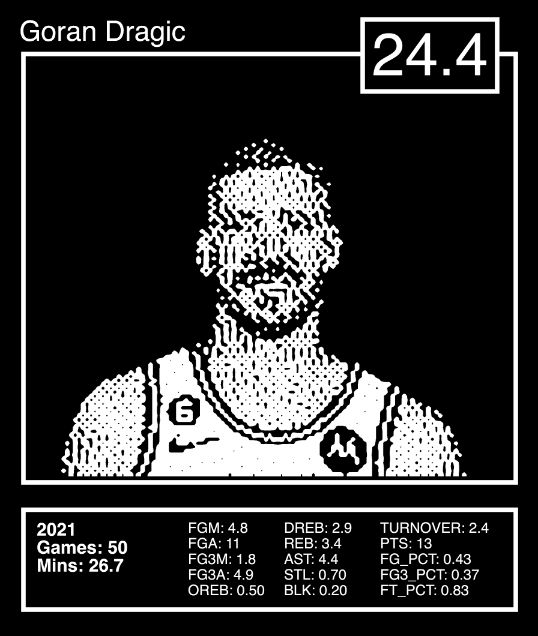 Goran Dragic
24.4
6
2021
Games: 50
Mins: 26.7
FGM: 4.8
FGA: 11
FG3M: 1.8
FG3A: 4.9
OREB: 0.50
DREB: 2.9
REB: 3.4
AST: 4.4
STL: 0.70
BLK: 0.20
TURNOVER: 2.4
PTS: 13
FG_PCT: 0.43
FG3_PCT: 0.37
FT_PCT: 0.83